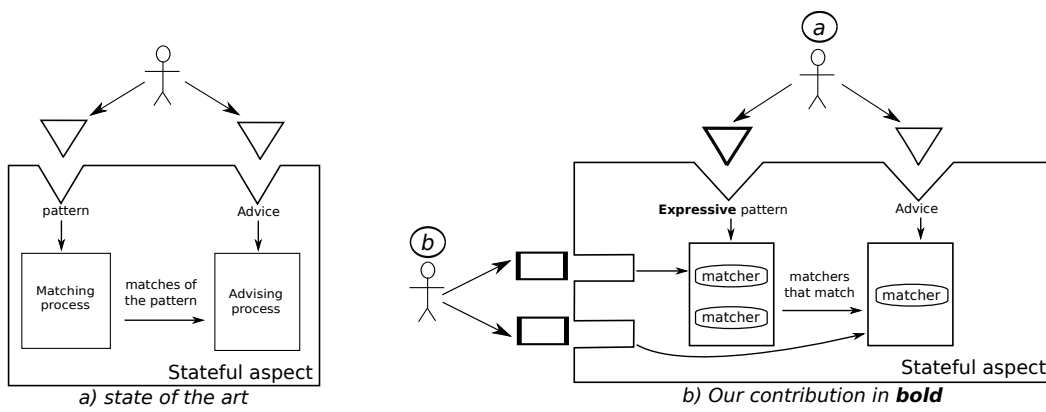 pattern
Advice
Matching
process
matches of
the pattern
Advising
process
Stateful aspect
a) state of the art
a
b
Expressive pattern
Advice
matcher
matcher
matchers
that match
matcher
Stateful aspect
b) Our contribution in bold